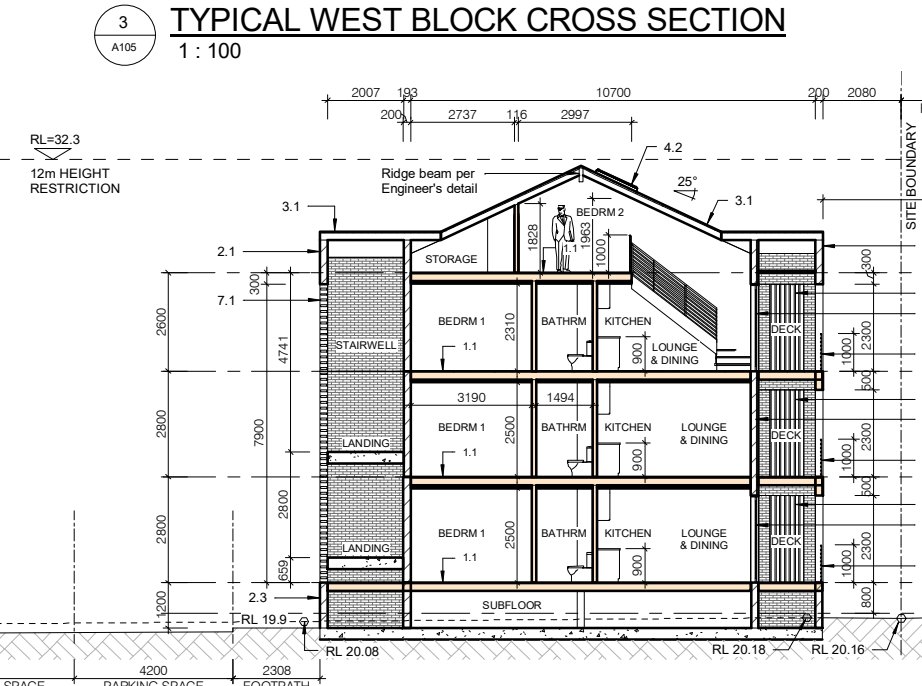 3
A105
TYPICAL WEST BLOCK CROSS SECTION
1 : 100
2007
193
10700
200
2080
200
2737
116
2997
RL=32.3
12m HEIGHT
RESTRICTION
Ridge beam per
Engineer's detail
4.2
25°
3.1
3.1
SITE BOUNDARY
BEDRM 2
1828
1963
1.1
1000
STORAGE
2.1
7.1
300
300
2600
4741
STAIRWELL
BEDRM 1
1.1
2310
BATHRM
KITCHEN
900
LOUNGE
& DINING
DECK
1000
2300
3190
1494
500
2800
7900
LANDING
BEDRM 1
1.1
2500
BATHRM
KITCHEN
900
LOUNGE
& DINING
DECK
1000
2300
500
2800
2800
LANDING
659
BEDRM 1
1.1
2500
BATHRM
KITCHEN
900
LOUNGE
& DINING
DECK
1000
2300
2.3
1200
SUBFLOOR
800
RL 19.9
RL 20.08
RL 20.18
RL 20.16
4200
2308
SPACE
PARKING SPACE
FOOTPATH